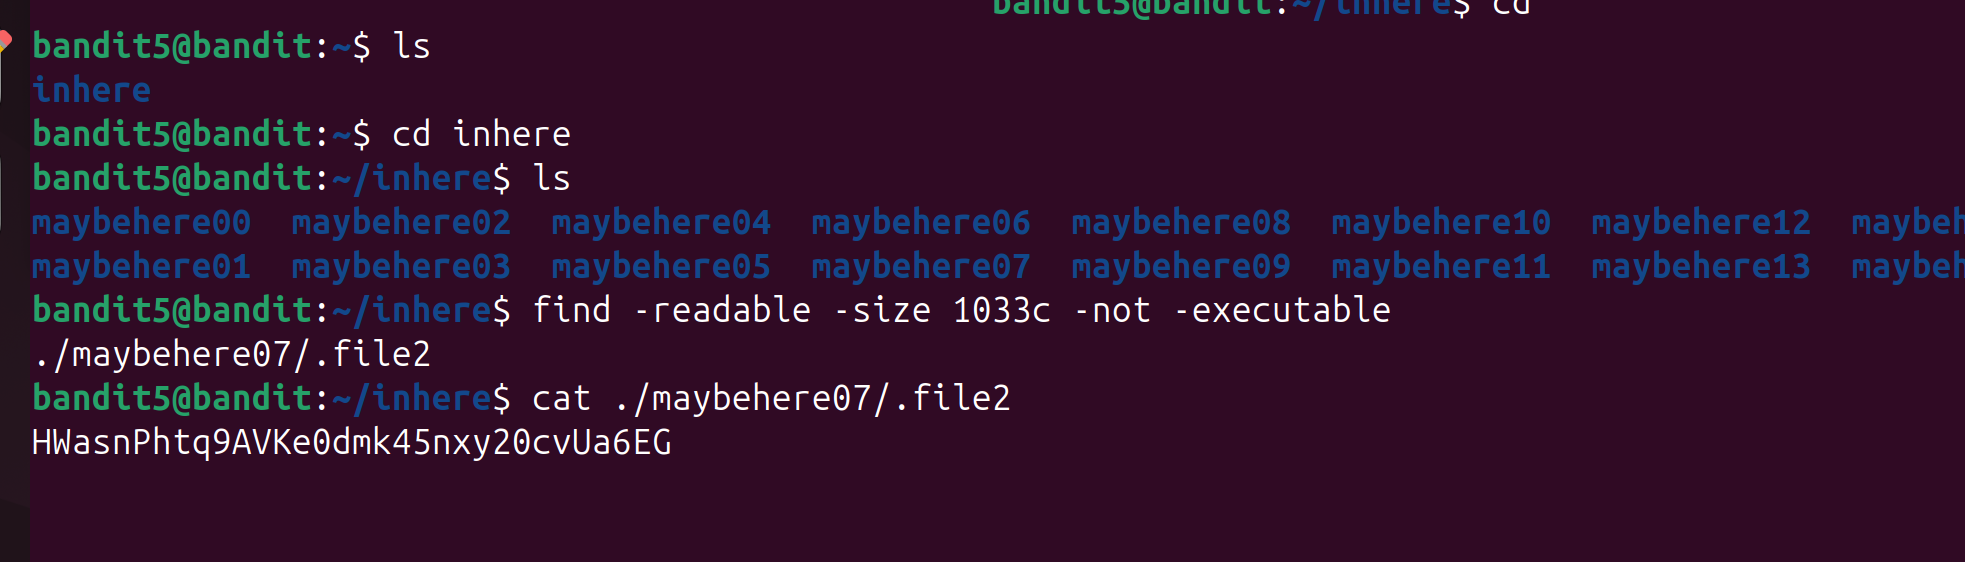 bandit5@bandit:~/inhere$ cd
bandit5@bandit:~$ ls
inhere
bandit5@bandit:~$ cd inhere
bandit5@bandit:~/inhere$ ls
maybehere00  maybehere02  maybehere04  maybehere06  maybehere08  maybehere10  maybehere12  maybeh
maybehere01  maybehere03  maybehere05  maybehere07  maybehere09  maybehere11  maybehere13  maybeh
bandit5@bandit:~/inhere$ find -readable -size 1033c -not -executable
./maybehere07/.file2
bandit5@bandit:~/inhere$ cat ./maybehere07/.file2
HWasnPhtq9AVKe0dmk45nxy20cvUa6EG